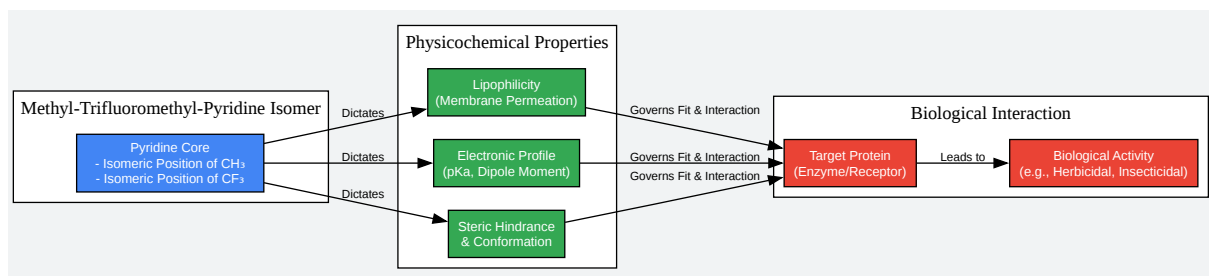 Methyl-Trifluoromethyl-Pyridine Isomer
Pyridine Core
- Isomeric Position of CH₃
- Isomeric Position of CF₃
Dictates
Dictates
Dictates
Physicochemical Properties
Lipophilicity
(Membrane Permeation)
Electronic Profile
(pKa, Dipole Moment)
Steric Hindrance
& Conformation
Governs Fit & Interaction
Governs Fit & Interaction
Governs Fit & Interaction
Biological Interaction
Target Protein
(Enzyme/Receptor)
Leads to
Biological Activity
(e.g., Herbicidal, Insecticidal)